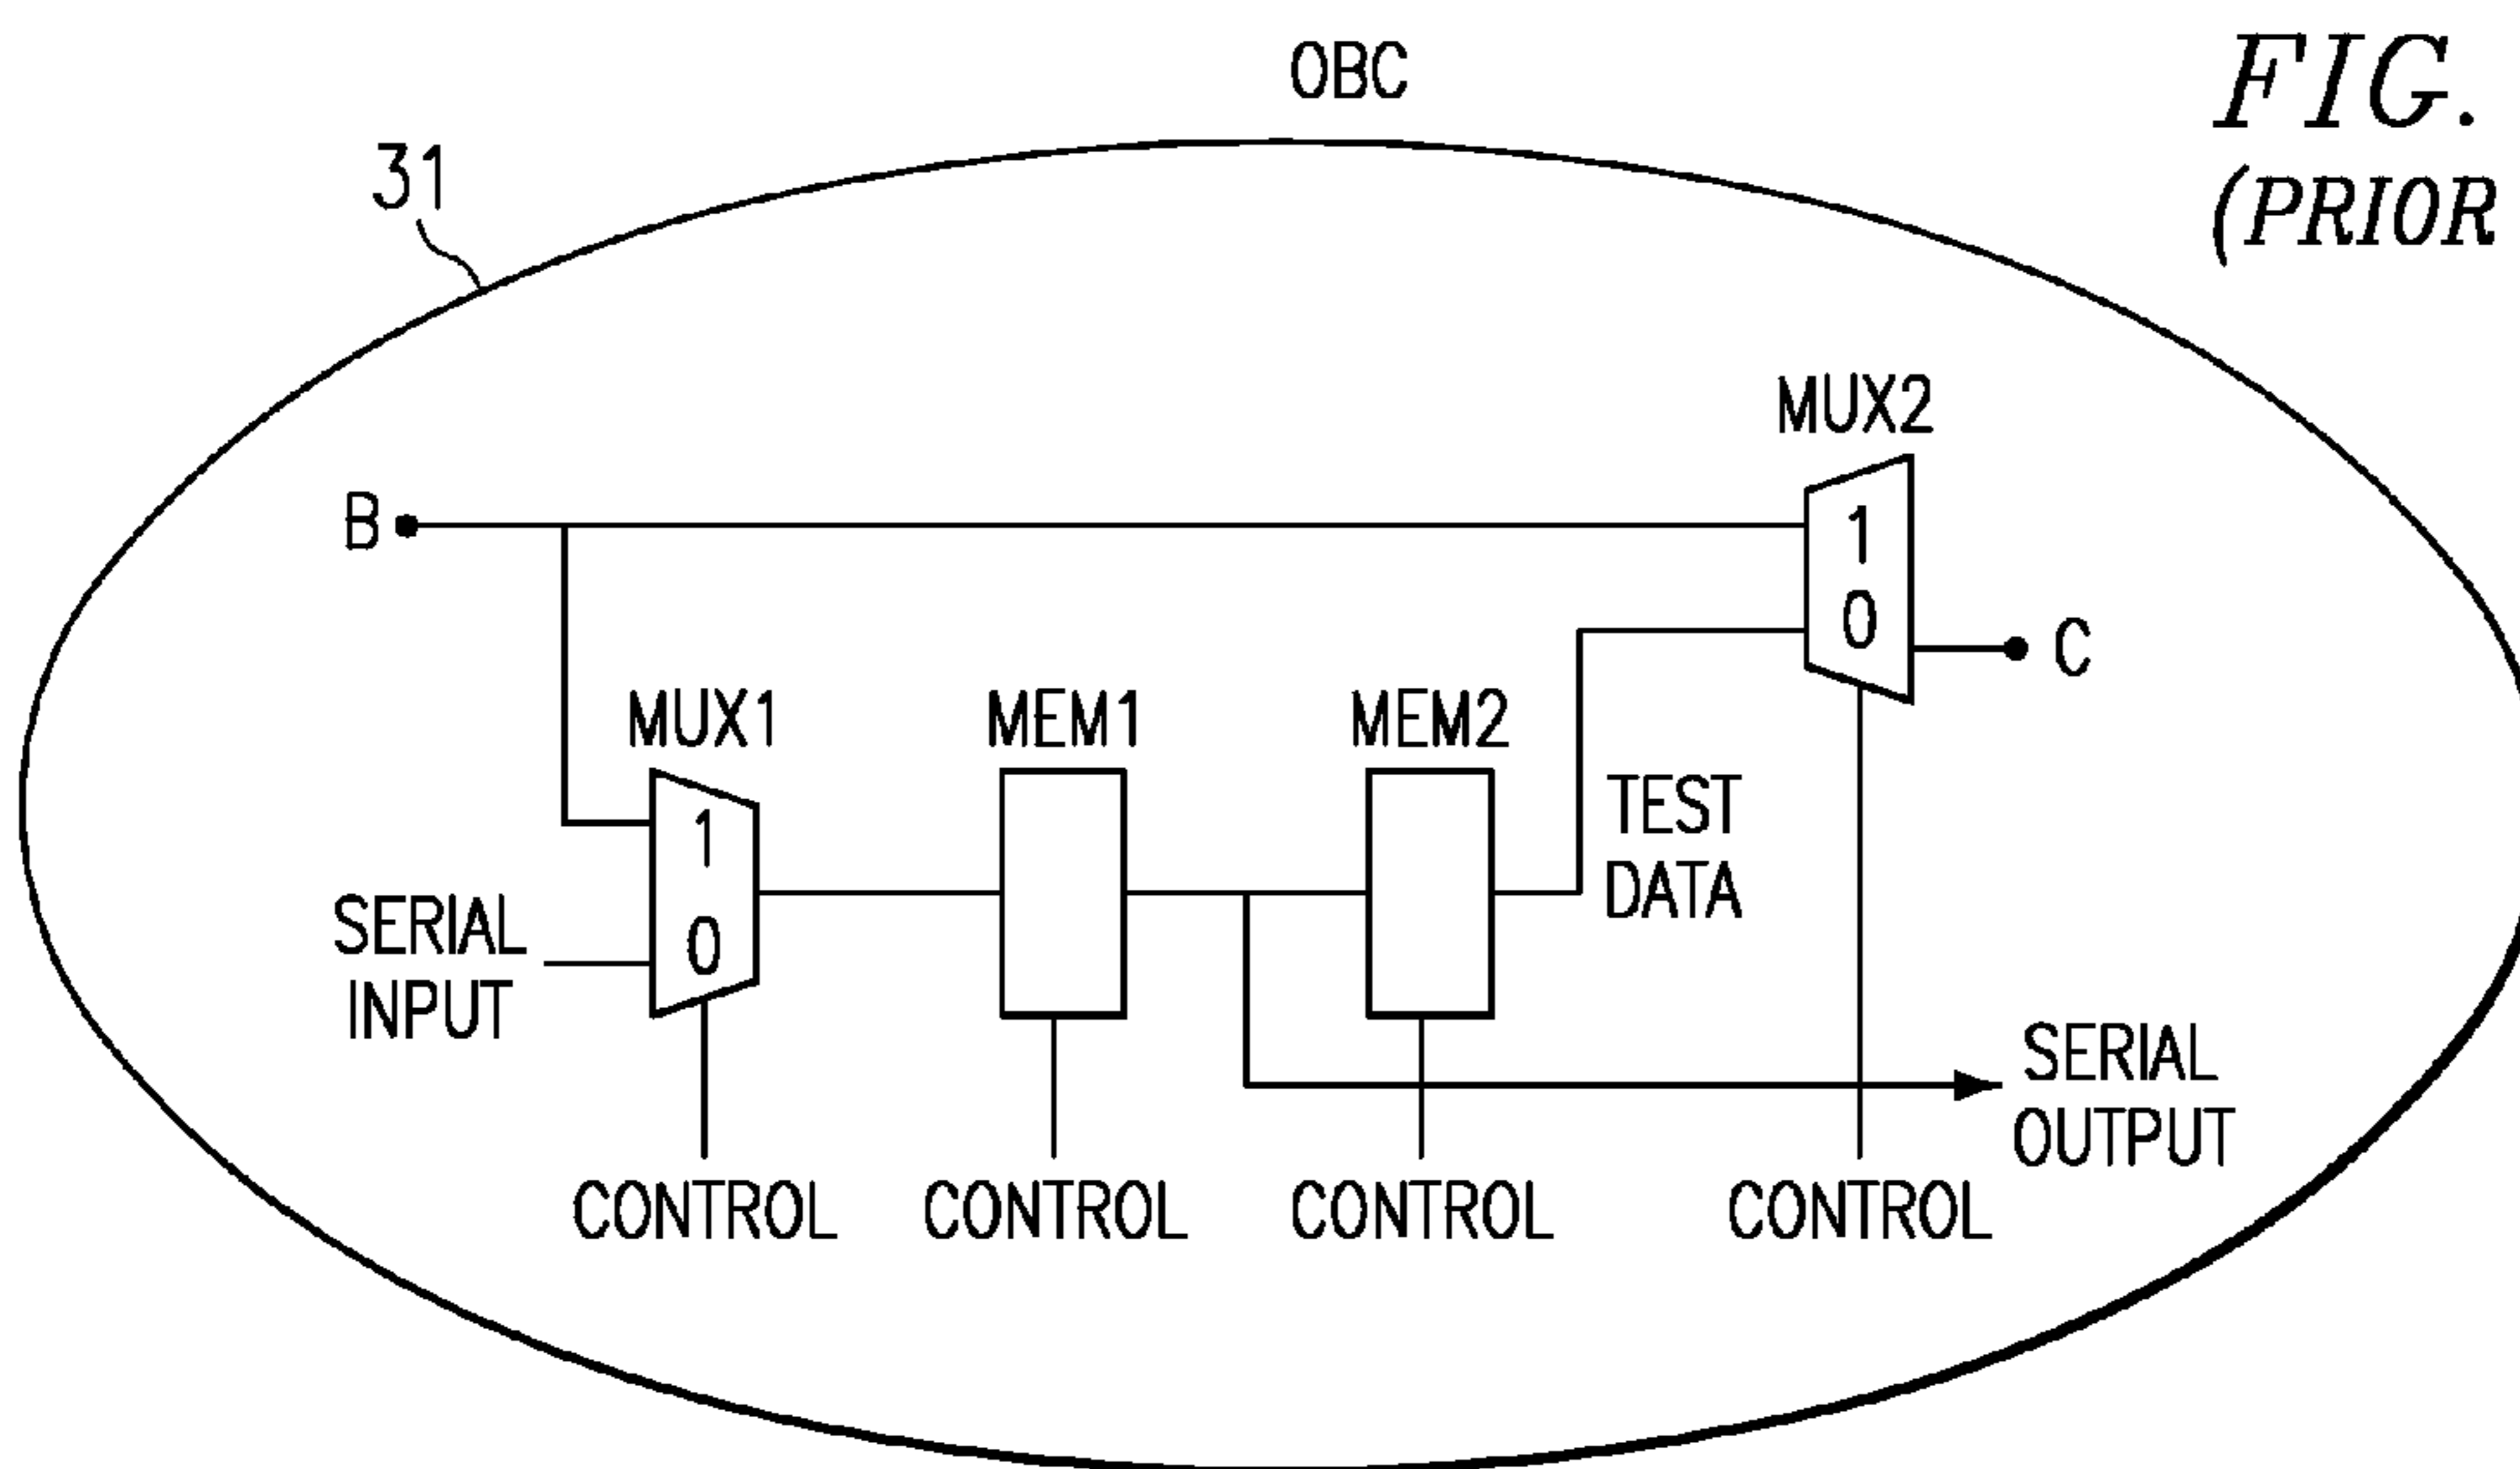 OBC
FIG.
(PRIOR
31
MUX2
B
1
0
C
MUX1
MEM1
MEM2
1
0
TEST
DATA
SERIAL
INPUT
SERIAL
OUTPUT
CONTROL
CONTROL
CONTROL
CONTROL